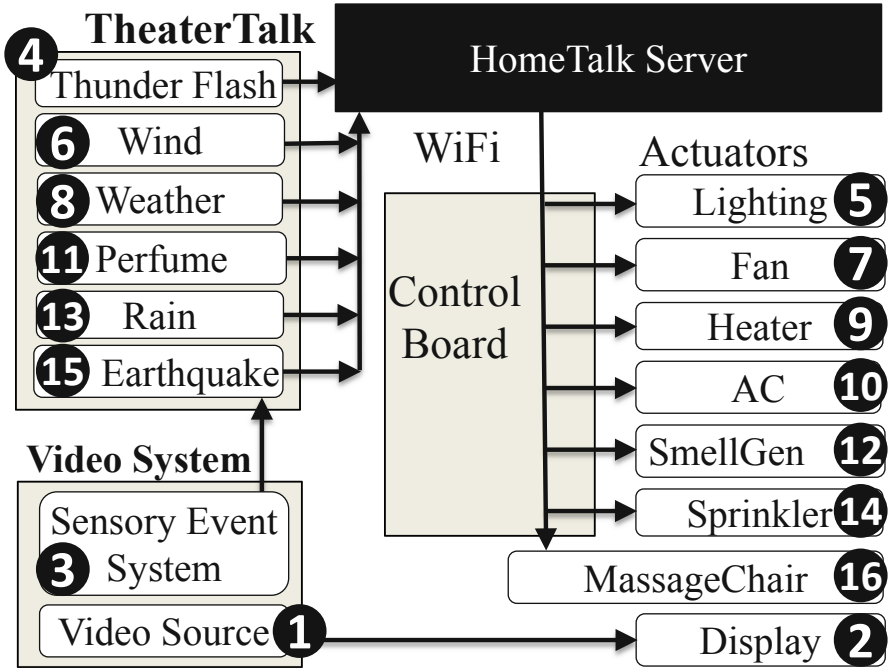 TheaterTalk
4
Thunder Flash
6 Wind
8 Weather
11 Perfume
13 Rain
15 Earthquake
Video System
Sensory Event
3 System
Video Source 1
HomeTalk Server
WiFi
Control
Board
Actuators
Lighting 5
Fan 7
Heater 9
AC 10
SmellGen 12
Sprinkler 14
MassageChair 16
Display 2